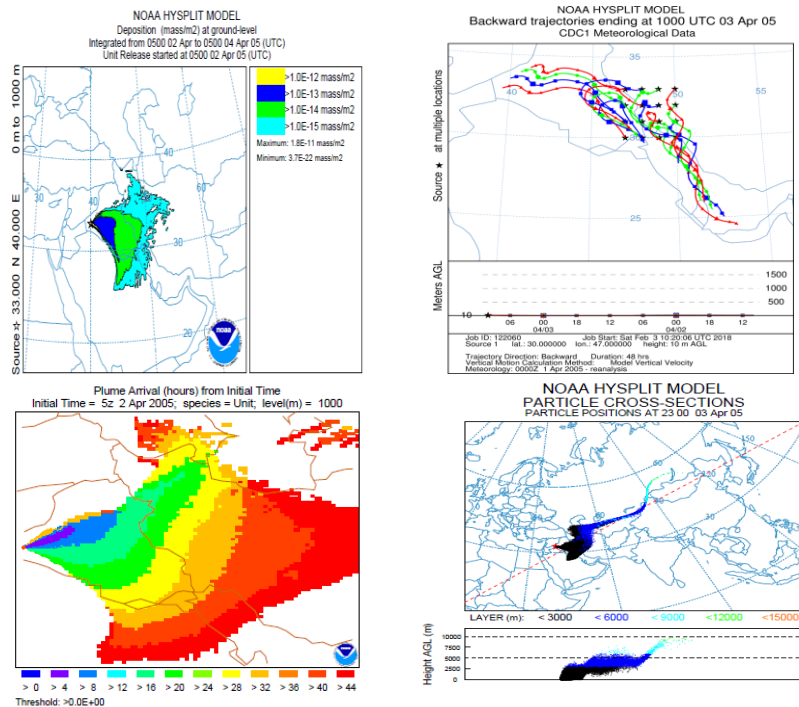 NOAA HYSPLIT MODEL
Deposition (mass/m2) at ground-level
Integrated from 0500 02 Apr to 0500 04 Apr 05 (UTC)
Unit Release started at 0500 02 Apr 05 (UTC)
Source ☆ 33.000 N 40.000 E 0 m to 1000 m
>1.0E-12 mass/m2
>1.0E-13 mass/m2
>1.0E-14 mass/m2
>1.0E-15 mass/m2
Maximum: 1.8E-11 mass/m2
Minimum: 3.7E-22 mass/m2
40
60
50
30
40
30
20
noaa
NOAA HYSPLIT MODEL
Backward trajectories ending at 1000 UTC 03 Apr 05
CDC1 Meteorological Data
Source ★ at multiple locations
40
35
50
55
30
25
Meters AGL
1500
1000
500
10
06 00 18 12 06 00 18 12
04/03 04/02
Job ID: 122060 Job Start: Sat Feb 3 10:20:06 UTC 2018
Source 1 lat.: 30.000000 lon.: 47.000000 height: 10 m AGL
Trajectory Direction: Backward Duration: 48 hrs
Vertical Motion Calculation Method: Model Vertical Velocity
Meteorology: 0000Z 1 Apr 2005 - reanalysis
Plume Arrival (hours) from Initial Time
Initial Time = 5z 2 Apr 2005; species = Unit; level(m) = 1000
> 0 > 4 > 8 > 12 > 16 > 20 > 24 > 28 > 32 > 36 > 40 > 44
Threshold: >0.0E+00
NOAA HYSPLIT MODEL
PARTICLE CROSS-SECTIONS
PARTICLE POSITIONS AT 23 00 03 Apr 05
150
120
30
LAYER (m): <3000 <6000 <9000 <12000 <15000
Height AGL (m)
10000
7500
5000
2500
0